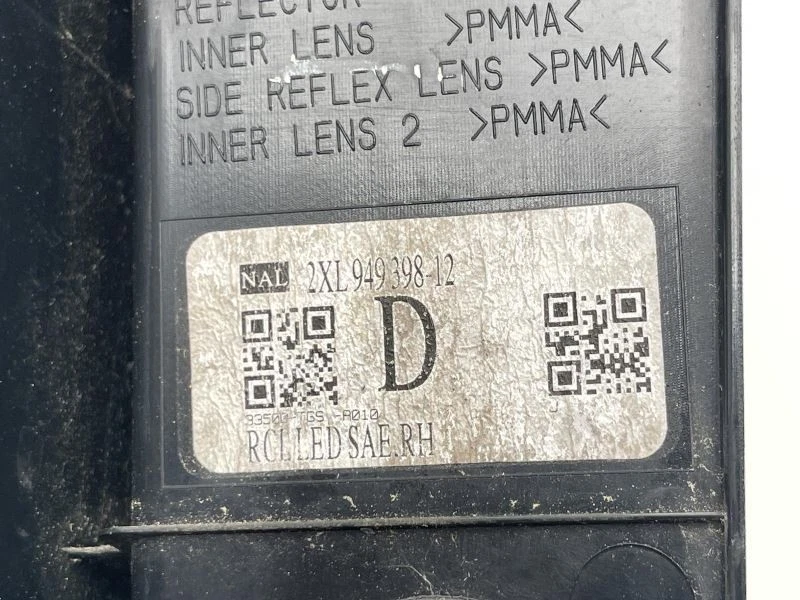 REFLECTOR
INNER LENS >PMMA<
SIDE REFLEX LENS >PMMA<
INNER LENS 2 >PMMA<
NAL 2XL 949 398-12
D
33500-TGS -A010
J
RCL LED SAE.RH